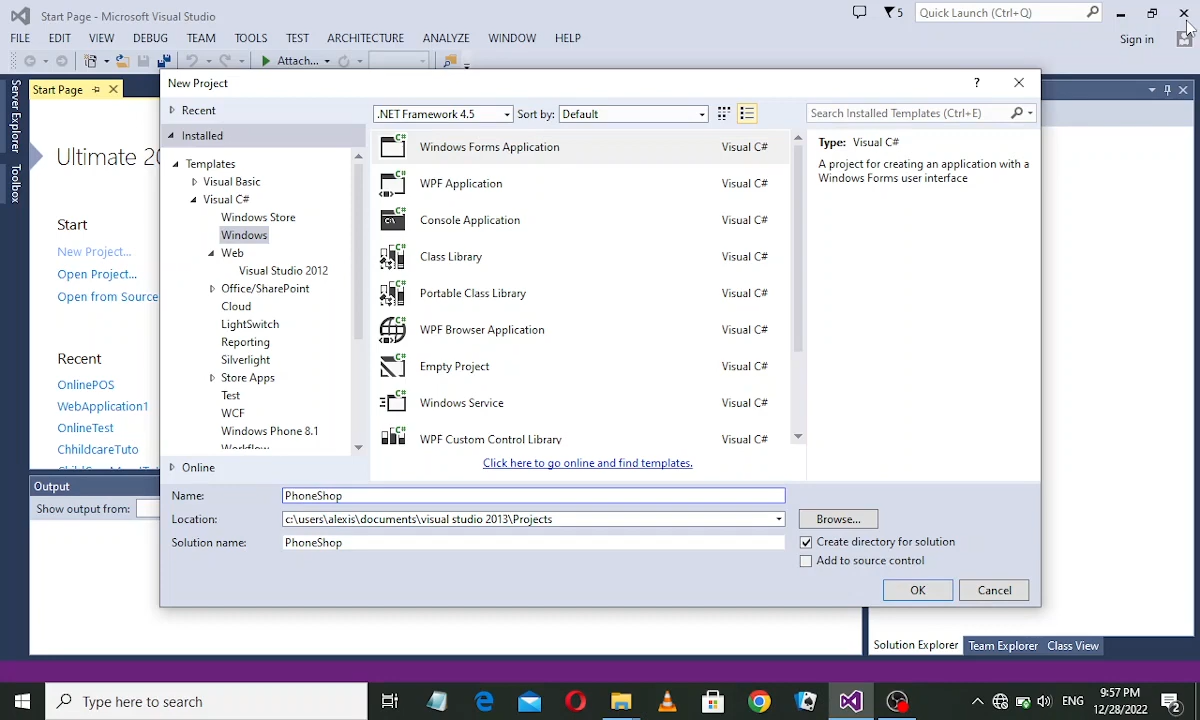 Start Page - Microsoft Visual Studio
5
Quick Launch (Ctrl+Q)
FILE EDIT VIEW DEBUG TEAM TOOLS TEST ARCHITECTURE ANALYZE WINDOW HELP
Sign in
Attach...
Server Explorer
Toolbox
Start Page
Ultimate 20
Start
New Project...
Open Project...
Open from Source
Recent
OnlinePOS
WebApplication1
OnlineTest
ChhildcareTuto
New Project
?
Recent
Installed
Templates
Visual Basic
Visual C#
Windows Store
Windows
Web
Visual Studio 2012
Office/SharePoint
Cloud
LightSwitch
Reporting
Silverlight
Store Apps
Test
WCF
Windows Phone 8.1
Workflow
Online
.NET Framework 4.5
Sort by: Default
Search Installed Templates (Ctrl+E)
Windows Forms Application Visual C#
WPF Application Visual C#
Console Application Visual C#
Class Library Visual C#
Portable Class Library Visual C#
WPF Browser Application Visual C#
Empty Project Visual C#
Windows Service Visual C#
WPF Custom Control Library Visual C#
Click here to go online and find templates.
Type: Visual C#
A project for creating an application with a
Windows Forms user interface
Name: PhoneShop
Location: c:\users\alexis\documents\visual studio 2013\Projects
Browse...
Solution name: PhoneShop
Create directory for solution
Add to source control
OK
Cancel
Output
Show output from:
Solution Explorer Team Explorer Class View
Type here to search
ENG
9:57 PM
12/28/2022
2